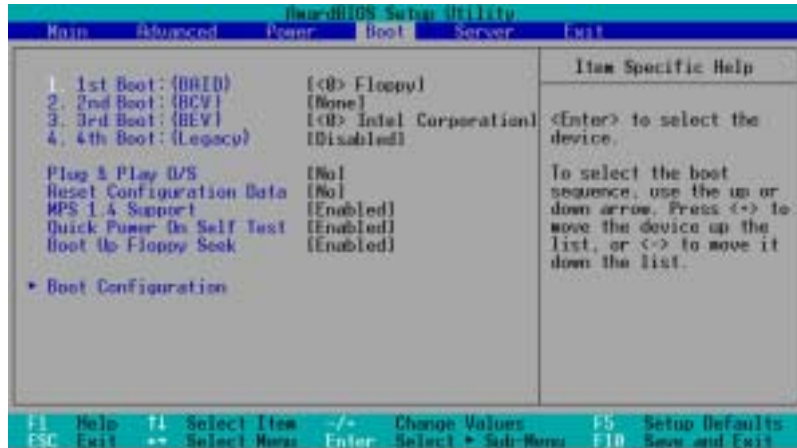 AwardBIOS Setup Utility
Main Advanced Power Boot Server Exit
Item Specific Help
1. 1st Boot:(BAID) [<0> Floppy]
2. 2nd Boot:(BCV) [None]
3. 3rd Boot:(BEV) [<0> Intel Corporation]
4. 4th Boot:(Legacy) [Disabled]
Plug & Play O/S [No]
Reset Configuration Data [No]
MPS 1.4 Support [Enabled]
Quick Power On Self Test [Enabled]
Boot Up Floppy Seek [Enabled]
▸ Boot Configuration
<Enter> to select the
device.
To select the boot
sequence, use the up or
down arrow. Press <+> to
move the device up the
list, or <-> to move it
down the list.
F1 Help ↑↓ Select Item -/+ Change Values F5 Setup Defaults
ESC Exit ←→ Select Menu Enter Select ▸ Sub-Menu F10 Save and Exit